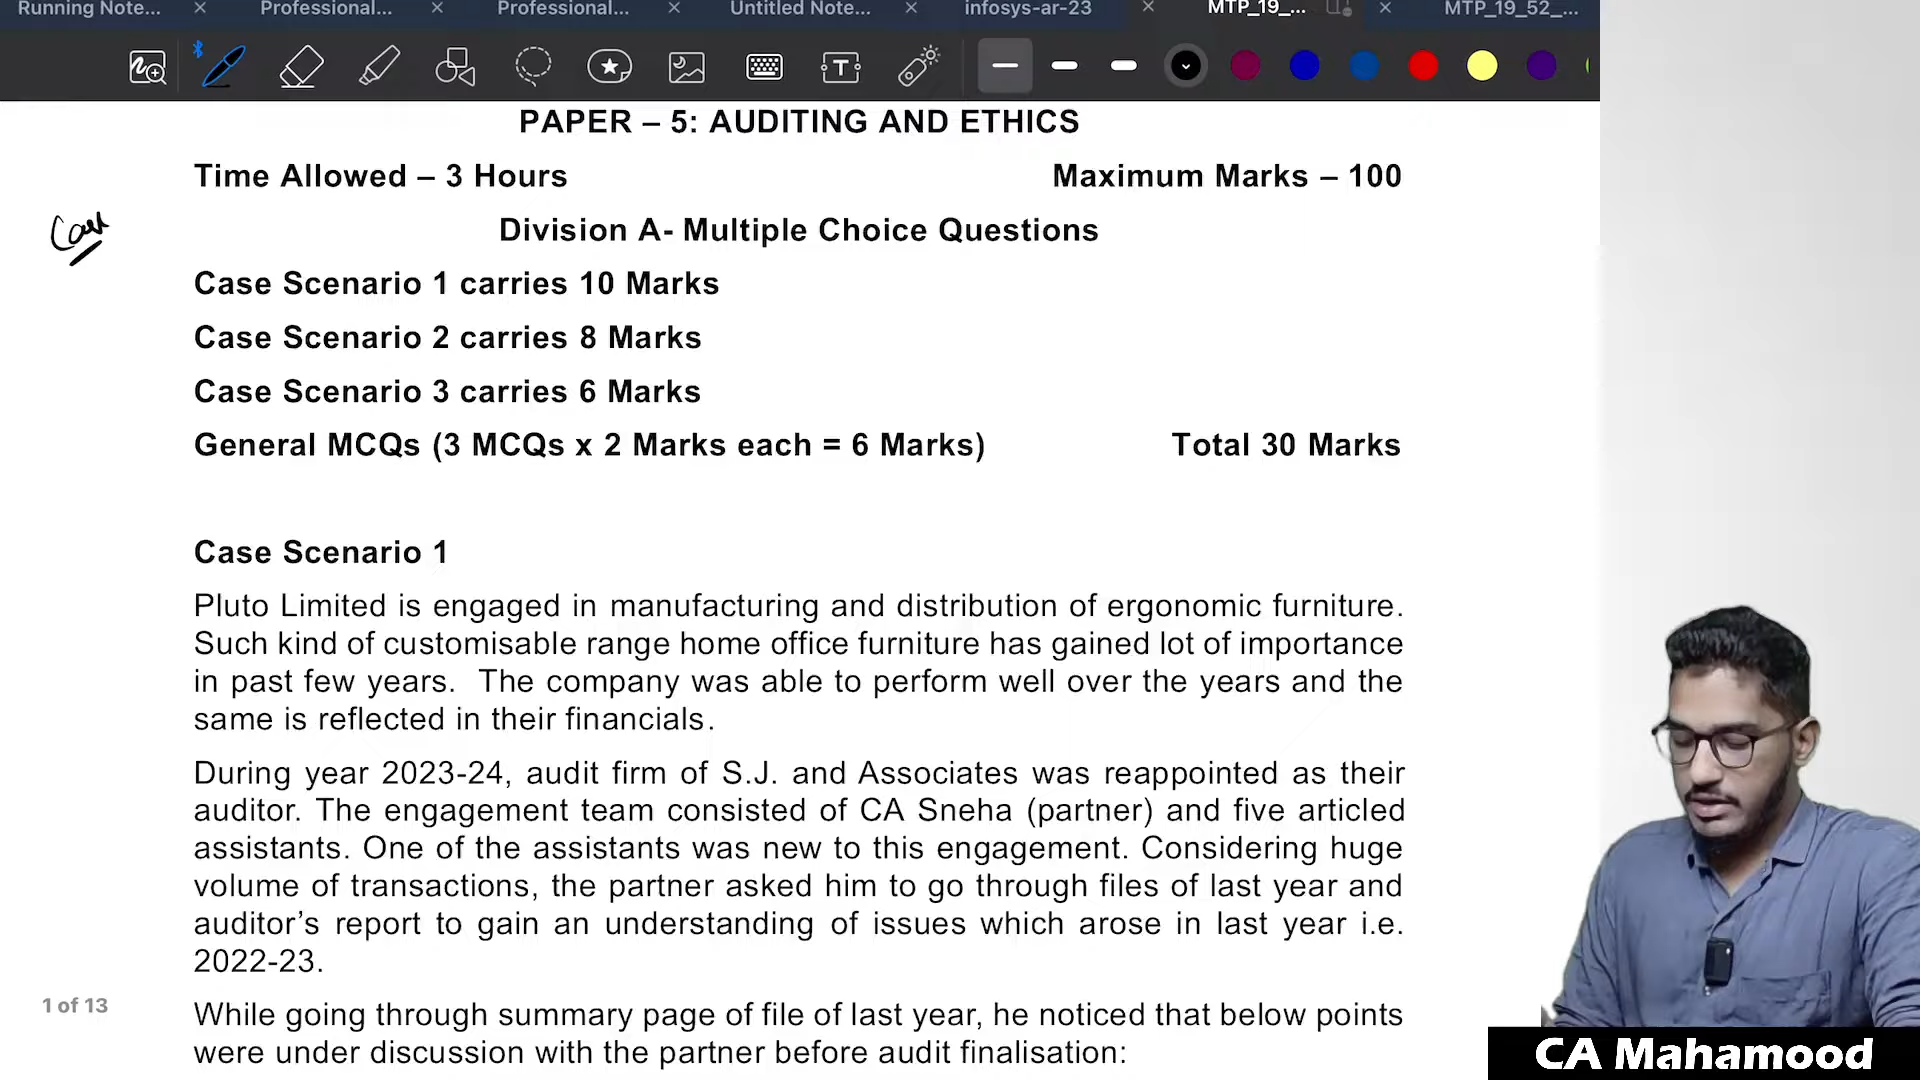 Running Note...
Professional...
Professional...
Untitled Note...
infosys-ar-23
MTP_19_...
MTP_19_52_...
PAPER – 5: AUDITING AND ETHICS
Time Allowed – 3 Hours Maximum Marks – 100
Case
Division A- Multiple Choice Questions
Case Scenario 1 carries 10 Marks
Case Scenario 2 carries 8 Marks
Case Scenario 3 carries 6 Marks
General MCQs (3 MCQs x 2 Marks each = 6 Marks) Total 30 Marks
Case Scenario 1
Pluto Limited is engaged in manufacturing and distribution of ergonomic furniture.
Such kind of customisable range home office furniture has gained lot of importance
in past few years. The company was able to perform well over the years and the
same is reflected in their financials.
During year 2023-24, audit firm of S.J. and Associates was reappointed as their
auditor. The engagement team consisted of CA Sneha (partner) and five articled
assistants. One of the assistants was new to this engagement. Considering huge
volume of transactions, the partner asked him to go through files of last year and
auditor’s report to gain an understanding of issues which arose in last year i.e.
2022-23.
1 of 13
While going through summary page of file of last year, he noticed that below points
were under discussion with the partner before audit finalisation:
CA Mahamood